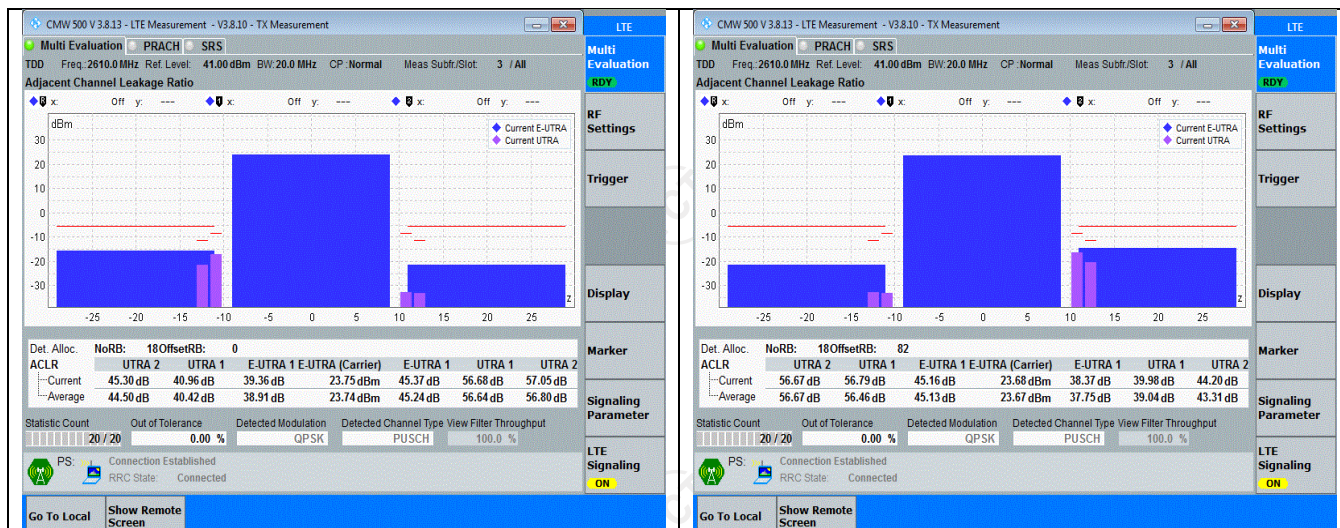 CMW 500 V 3.8.13 - LTE Measurement - V3.8.10 - TX Measurement
LTE
Multi Evaluation PRACH SRS
Multi Evaluation
RDY
TDD Freq.:2610.0 MHz Ref. Level: 41.00 dBm BW:20.0 MHz CP :Normal Meas Subfr./Slot: 3 / All
Adjacent Channel Leakage Ratio
x: Off y: --- x: Off y: --- x: Off y: ---
dBm
Current E-UTRA
Current UTRA
30
20
10
0
-10
-20
-30
z
-25 -20 -15 -10 -5 0 5 10 15 20 25
RF Settings
Trigger
Display
Marker
Signaling Parameter
LTE Signaling
ON
Det. Alloc. NoRB: 18 OffsetRB: 0
ACLR UTRA 2 UTRA 1 E-UTRA 1 E-UTRA (Carrier) E-UTRA 1 UTRA 1 UTRA 2
Current 45.30 dB 40.96 dB 39.36 dB 23.75 dBm 45.37 dB 56.68 dB 57.05 dB
Average 44.50 dB 40.42 dB 38.91 dB 23.74 dBm 45.24 dB 56.64 dB 56.80 dB
Statistic Count Out of Tolerance Detected Modulation Detected Channel Type View Filter Throughput
20 / 20 0.00 % QPSK PUSCH 100.0 %
PS: Connection Established
RRC State: Connected
Go To Local Show Remote Screen
CMW 500 V 3.8.13 - LTE Measurement - V3.8.10 - TX Measurement
LTE
Multi Evaluation PRACH SRS
Multi Evaluation
RDY
TDD Freq.:2610.0 MHz Ref. Level: 41.00 dBm BW:20.0 MHz CP :Normal Meas Subfr./Slot: 3 / All
Adjacent Channel Leakage Ratio
x: Off y: --- x: Off y: --- x: Off y: ---
dBm
Current E-UTRA
Current UTRA
30
20
10
0
-10
-20
-30
z
-25 -20 -15 -10 -5 0 5 10 15 20 25
RF Settings
Trigger
Display
Marker
Signaling Parameter
LTE Signaling
ON
Det. Alloc. NoRB: 18 OffsetRB: 82
ACLR UTRA 2 UTRA 1 E-UTRA 1 E-UTRA (Carrier) E-UTRA 1 UTRA 1 UTRA 2
Current 56.67 dB 56.79 dB 45.16 dB 23.68 dBm 38.37 dB 39.98 dB 44.20 dB
Average 56.67 dB 56.46 dB 45.13 dB 23.67 dBm 37.75 dB 39.04 dB 43.31 dB
Statistic Count Out of Tolerance Detected Modulation Detected Channel Type View Filter Throughput
20 / 20 0.00 % QPSK PUSCH 100.0 %
PS: Connection Established
RRC State: Connected
Go To Local Show Remote Screen